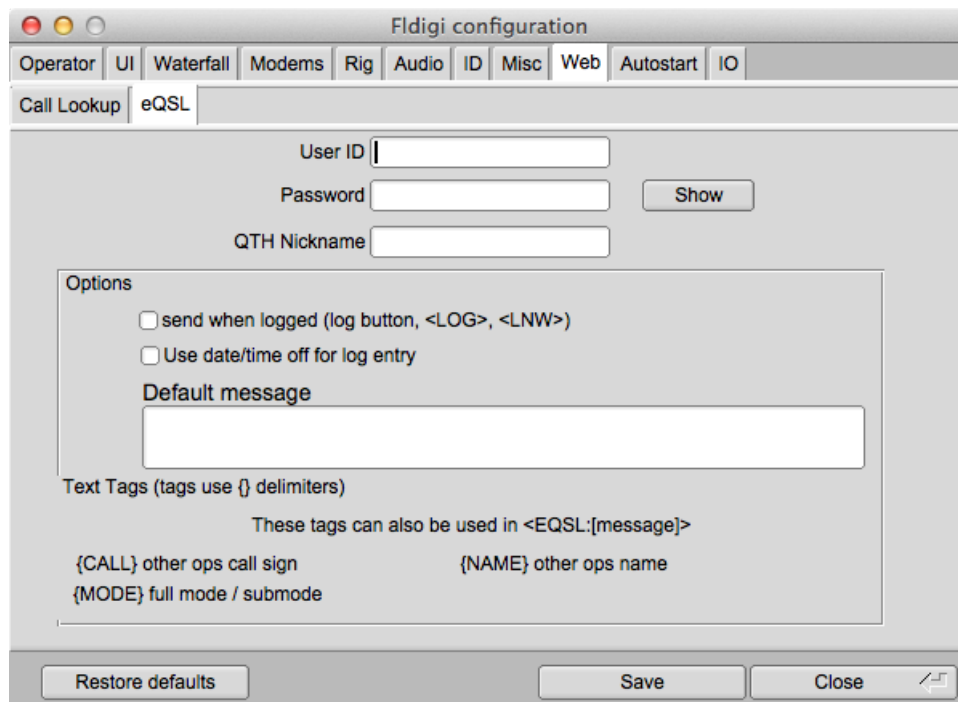 Fldigi configuration
Operator UI Waterfall Modems Rig Audio ID Misc Web Autostart IO
Call Lookup eQSL
User ID
Password Show
QTH Nickname
Options
send when logged (log button, <LOG>, <LNW>)
Use date/time off for log entry
Default message
Text Tags (tags use {} delimiters)
These tags can also be used in <EQSL:[message]>
{CALL} other ops call sign {NAME} other ops name
{MODE} full mode / submode
Restore defaults Save Close